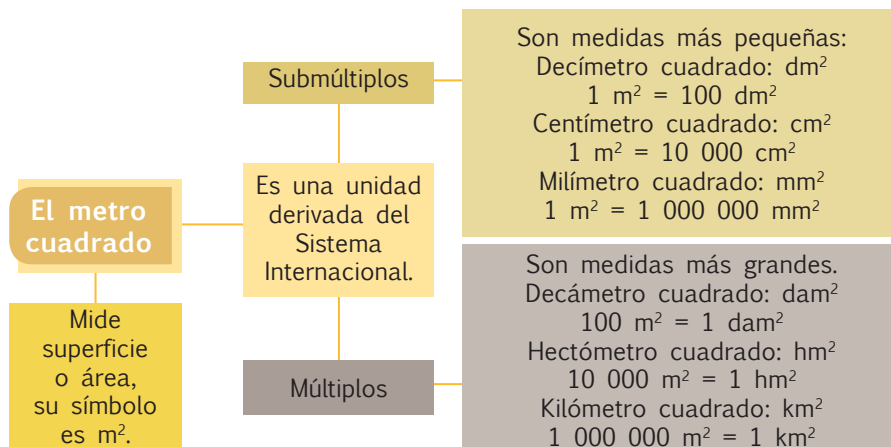 El metro
cuadrado
Mide
superficie
o área,
su símbolo
es m².
Submúltiplos
Es una unidad
derivada del
Sistema
Internacional.
Múltiplos
Son medidas más pequeñas:
Decímetro cuadrado: dm²
1 m² = 100 dm²
Centímetro cuadrado: cm²
1 m² = 10 000 cm²
Milímetro cuadrado: mm²
1 m² = 1 000 000 mm²
Son medidas más grandes.
Decámetro cuadrado: dam²
100 m² = 1 dam²
Hectómetro cuadrado: hm²
10 000 m² = 1 hm²
Kilómetro cuadrado: km²
1 000 000 m² = 1 km²